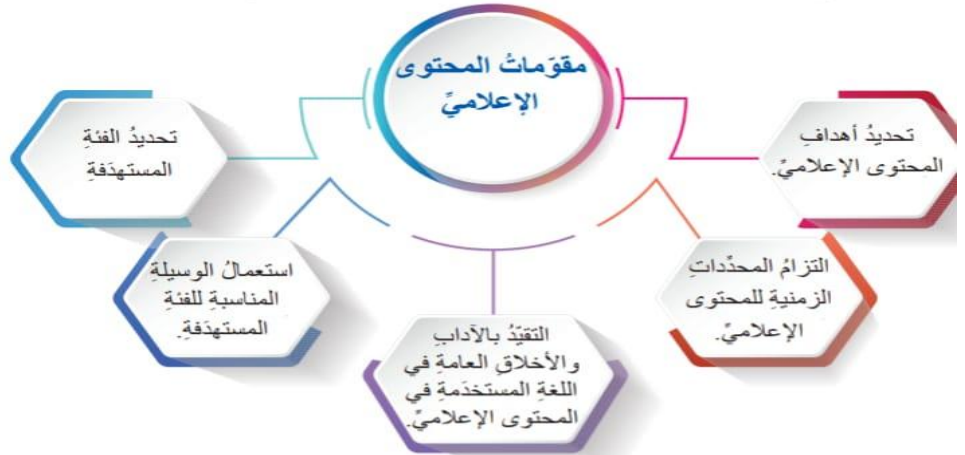 مقوّماتُ المحتوى
الإعلاميِّ
تحديدُ أهدافِ
المحتوى الإعلاميِّ.
التزامُ المحدِّداتِ
الزمنيةِ للمحتوى
الإعلاميِّ.
التقيّدُ بالآدابِ
والأخلاقِ العامةِ في
اللغةِ المستخدَمةِ في
المحتوى الإعلاميِّ.
استعمالُ الوسيلةِ
المناسبةِ للفئةِ
المستهدَفةِ.
تحديدُ الفئةِ
المستهدَفةِ